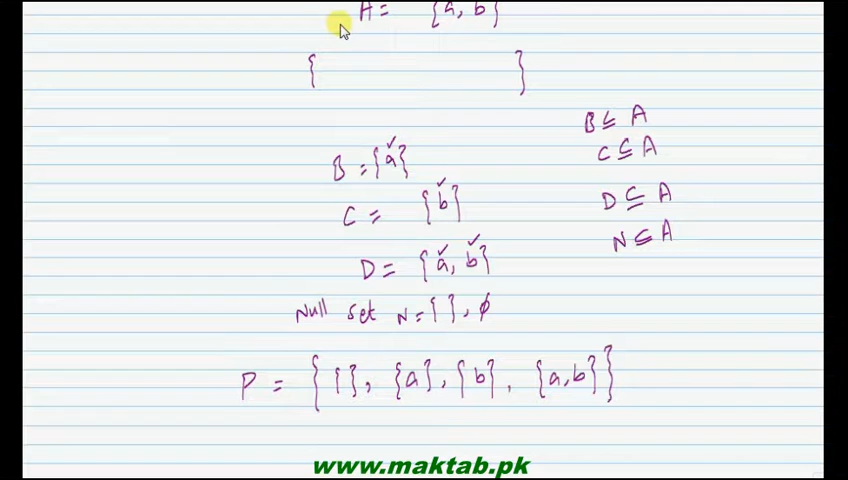 A = {a, b}
{ }
B = {a✓}
C = {b✓}
D = {a✓, b✓}
Null set N = { }, ϕ
B ⊆ A
C ⊆ A
D ⊆ A
N ⊆ A
P = { { }, {a}, {b}, {a,b} }
www.maktab.pk